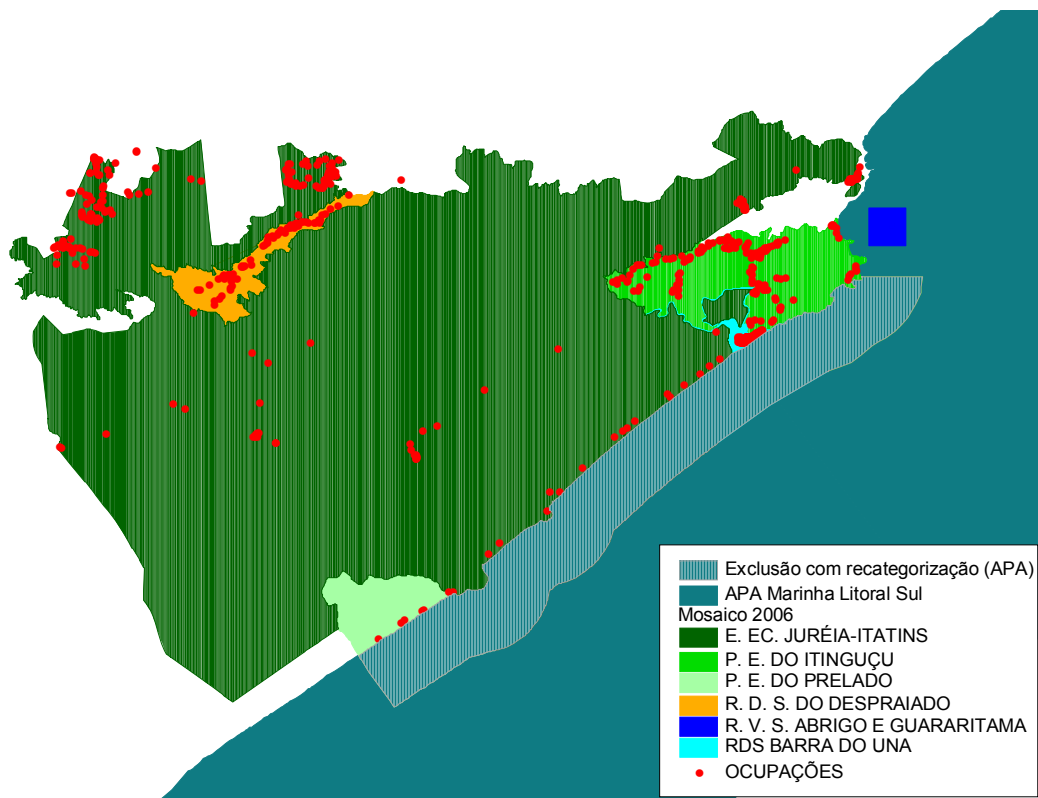 Exclusão com recategorização (APA)
APA Marinha Litoral Sul
Mosaico 2006
E. EC. JURÉIA-ITATINS
P. E. DO ITINGUÇU
P. E. DO PRELADO
R. D. S. DO DESPRAIADO
R. V. S. ABRIGO E GUARARITAMA
RDS BARRA DO UNA
OCUPAÇÕES